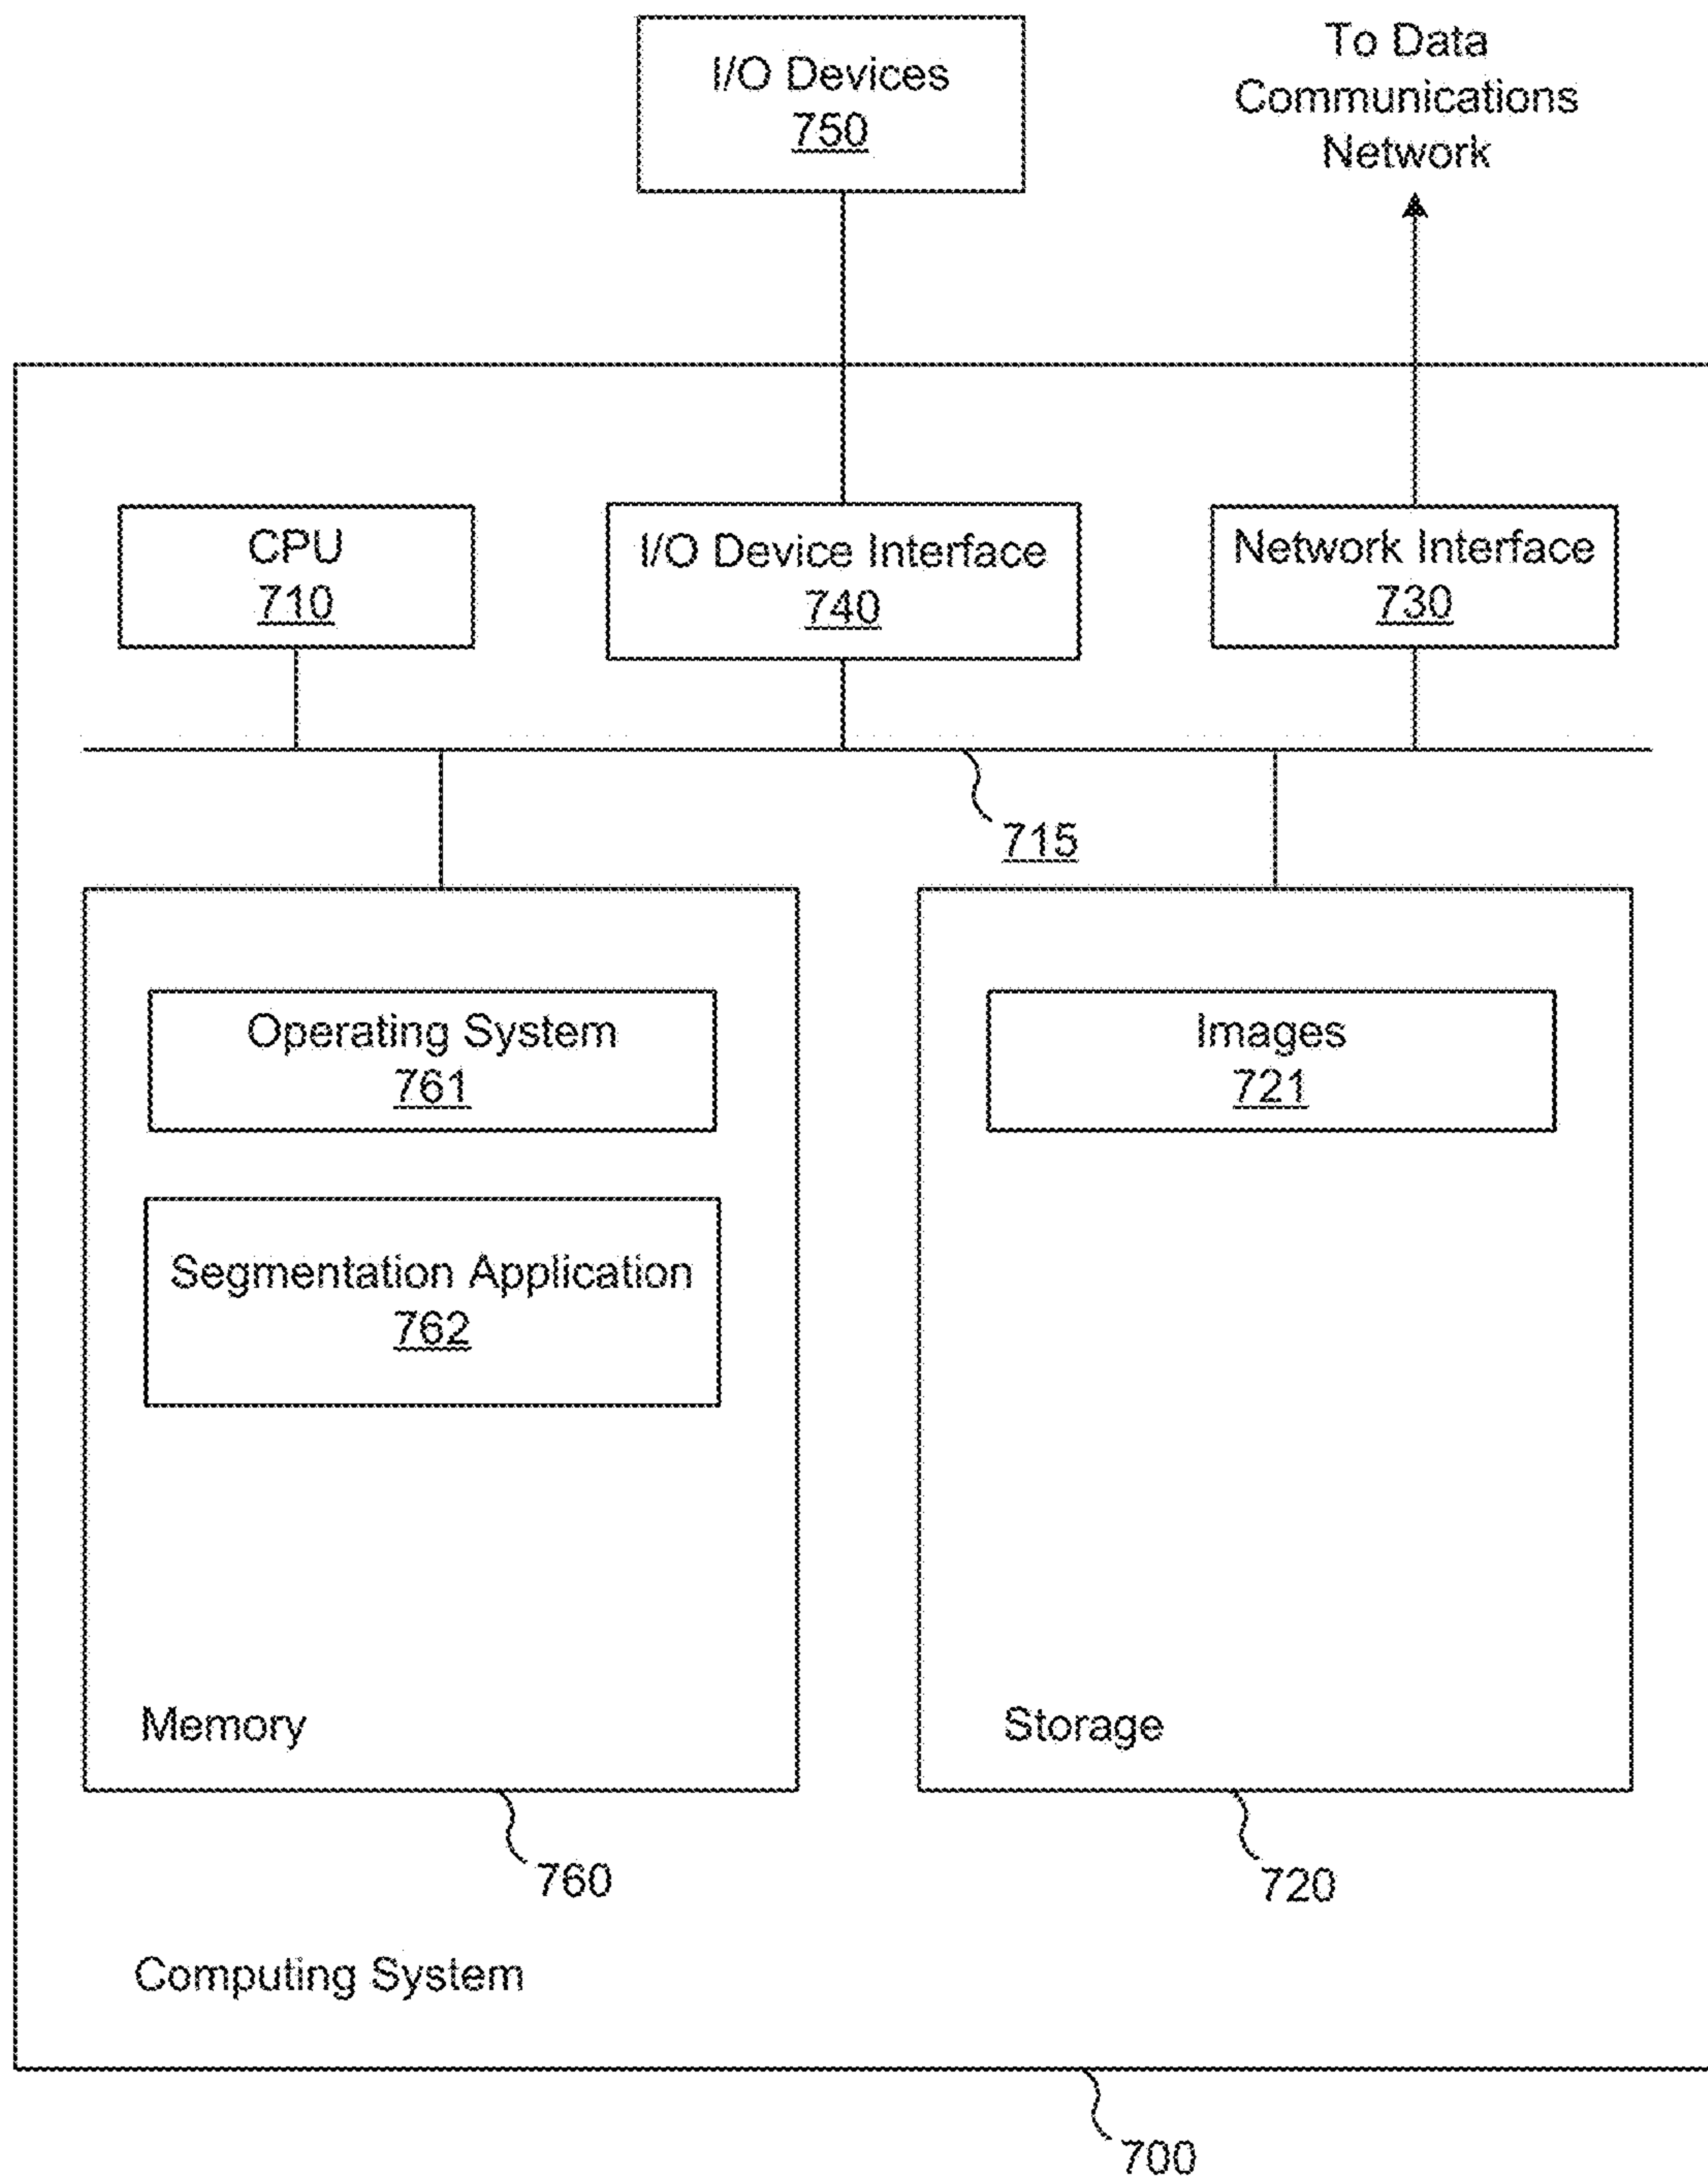 I/O Devices
750
To Data
Communications
Network
CPU
710
I/O Device Interface
740
Network Interface
730
715
Operating System
761
Segmentation Application
762
Memory
760
Images
721
Storage
720
Computing System
700